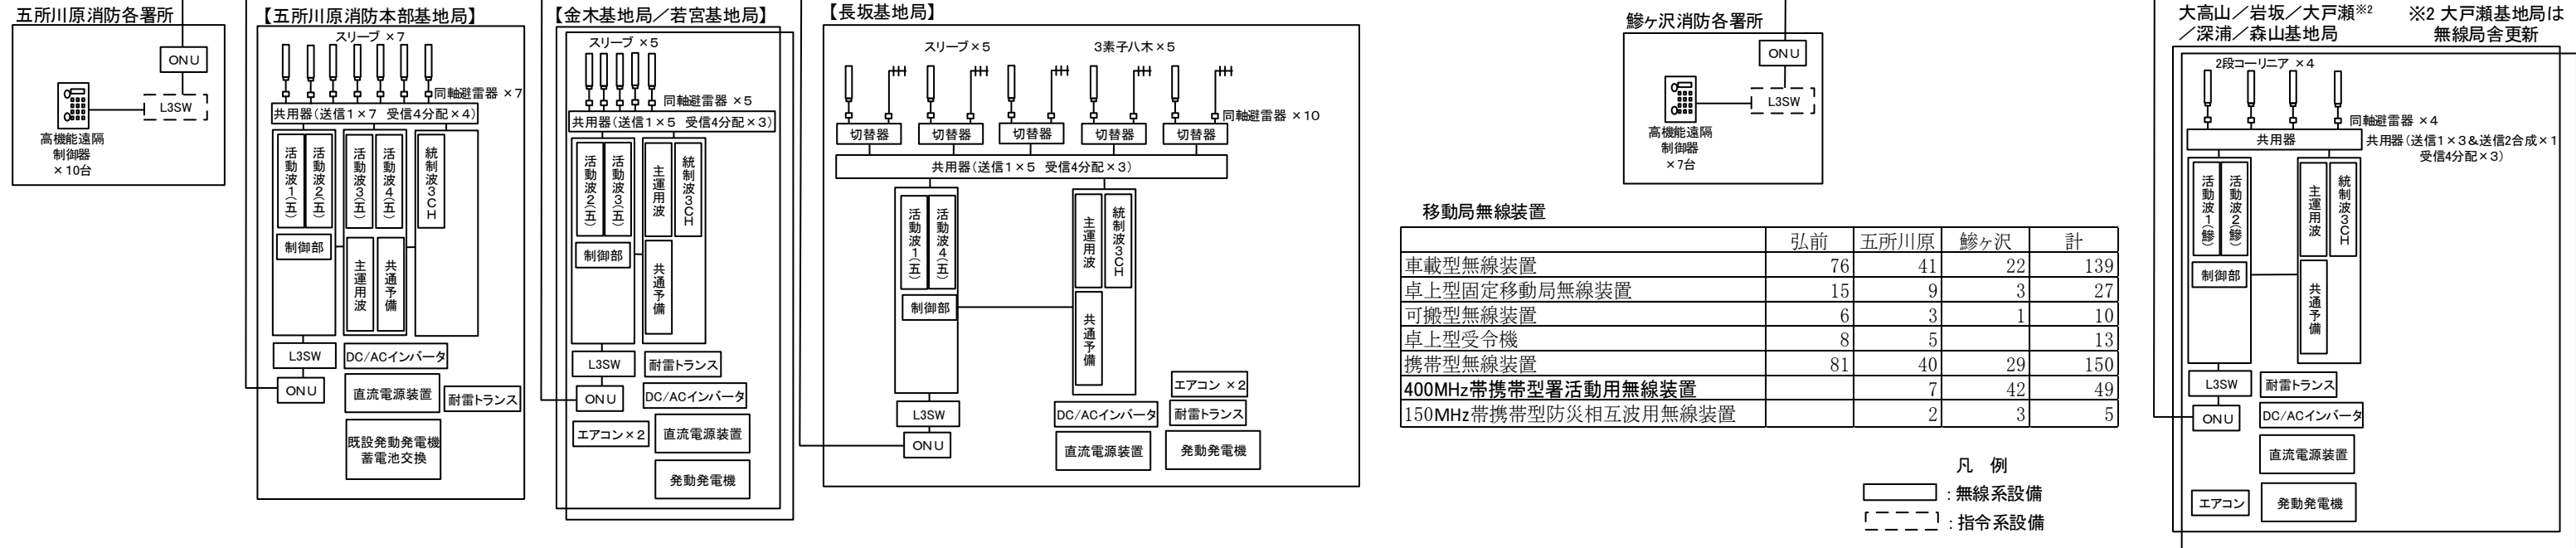 五所川原消防各署所
ONU
L3SW
高機能遠隔
制御器
×10台
【五所川原消防本部基地局】
スリーブ×7
同軸避雷器 ×7
共用器(送信1×7 受信4分配×4)
活動波1(五)
活動波2(五)
活動波3(五)
活動波4(五)
統制波3CH
制御部
主運用波
共通予備
L3SW
DC/ACインバータ
ONU
直流電源装置
耐雷トランス
既設発動発電機
蓄電池交換
【金木基地局/若宮基地局】
スリーブ×5
同軸避雷器 ×5
共用器(送信1×5 受信4分配×3)
活動波2(五)
活動波3(五)
主運用波
統制波3CH
制御部
共通予備
L3SW
耐雷トランス
ONU
DC/ACインバータ
エアコン×2
直流電源装置
発動発電機
【長坂基地局】
スリーブ×5
3素子八木×5
同軸避雷器 ×10
切替器
切替器
切替器
切替器
切替器
共用器(送信1×5 受信4分配×3)
活動波1(五)
活動波4(五)
主運用波
統制波3CH
制御部
共通予備
エアコン ×2
L3SW
DC/ACインバータ
耐雷トランス
ONU
直流電源装置
発動発電機
鰺ヶ沢消防各署所
ONU
L3SW
高機能遠隔
制御器
×7台
移動局無線装置
弘前 五所川原 鰺ヶ沢 計
車載型無線装置 76 41 22 139
卓上型固定移動局無線装置 15 9 3 27
可搬型無線装置 6 3 1 10
卓上型受令機 8 5 13
携帯型無線装置 81 40 29 150
400MHz帯携帯型署活動用無線装置 7 42 49
150MHz帯携帯型防災相互波用無線装置 2 3 5
凡 例
:無線系設備
:指令系設備
大高山/岩坂/大戸瀬※2
/深浦/森山基地局
※2 大戸瀬基地局は
無線局舎更新
2段コーリニア ×4
同軸避雷器 ×4
共用器
共用器(送信1×3&送信2合成×1
受信4分配×3)
活動波1(鰺)
活動波2(鰺)
主運用波
統制波3CH
制御部
共通予備
L3SW
耐雷トランス
ONU
DC/ACインバータ
直流電源装置
エアコン
発動発電機